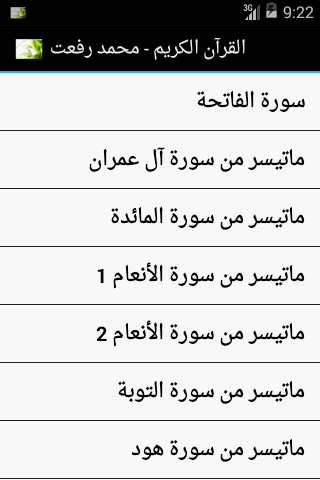 3G 9:22
القرآن الكريم - محمد رفعت
سورة الفاتحة
ماتيسر من سورة آل عمران
ماتيسر من سورة المائدة
ماتيسر من سورة الأنعام 1
ماتيسر من سورة الأنعام 2
ماتيسر من سورة التوبة
ماتيسر من سورة هود